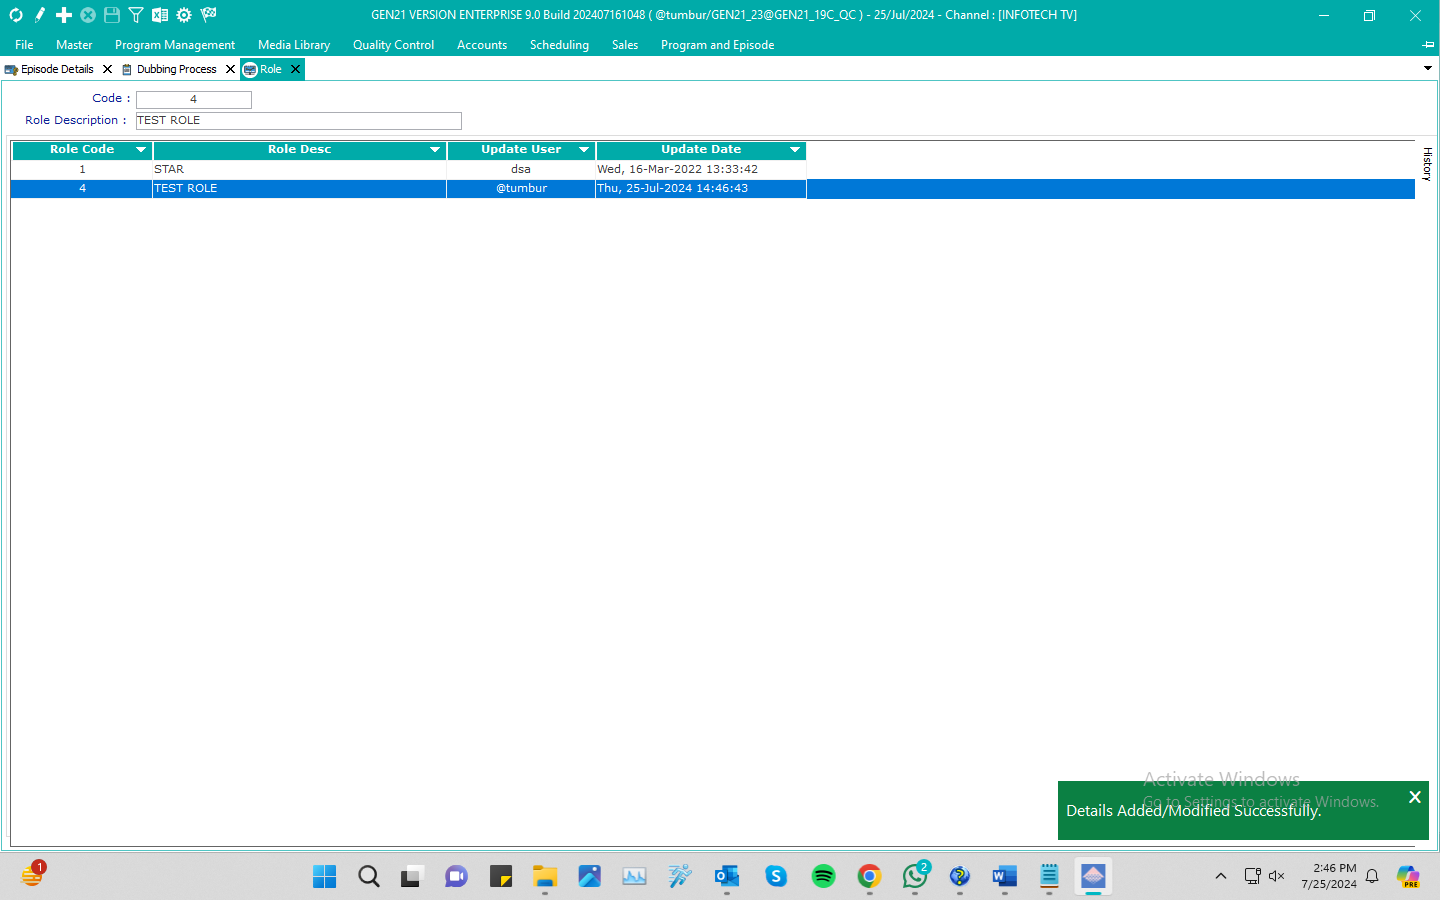 GEN21 VERSION ENTERPRISE 9.0 Build 202407161048 ( @tumbur/GEN21_23@GEN21_19C_QC ) - 25/Jul/2024 - Channel : [INFOTECH TV]
File Master Program Management Media Library Quality Control Accounts Scheduling Sales Program and Episode
Episode Details Dubbing Process Role
Code : 4
Role Description : TEST ROLE
Role Code Role Desc Update User Update Date
1 STAR dsa Wed, 16-Mar-2022 13:33:42
4 TEST ROLE @tumbur Thu, 25-Jul-2024 14:46:43
History
Activate Windows
Go to Settings to activate Windows.
Details Added/Modified Successfully.
1
2
2:46 PM
7/25/2024
PRE